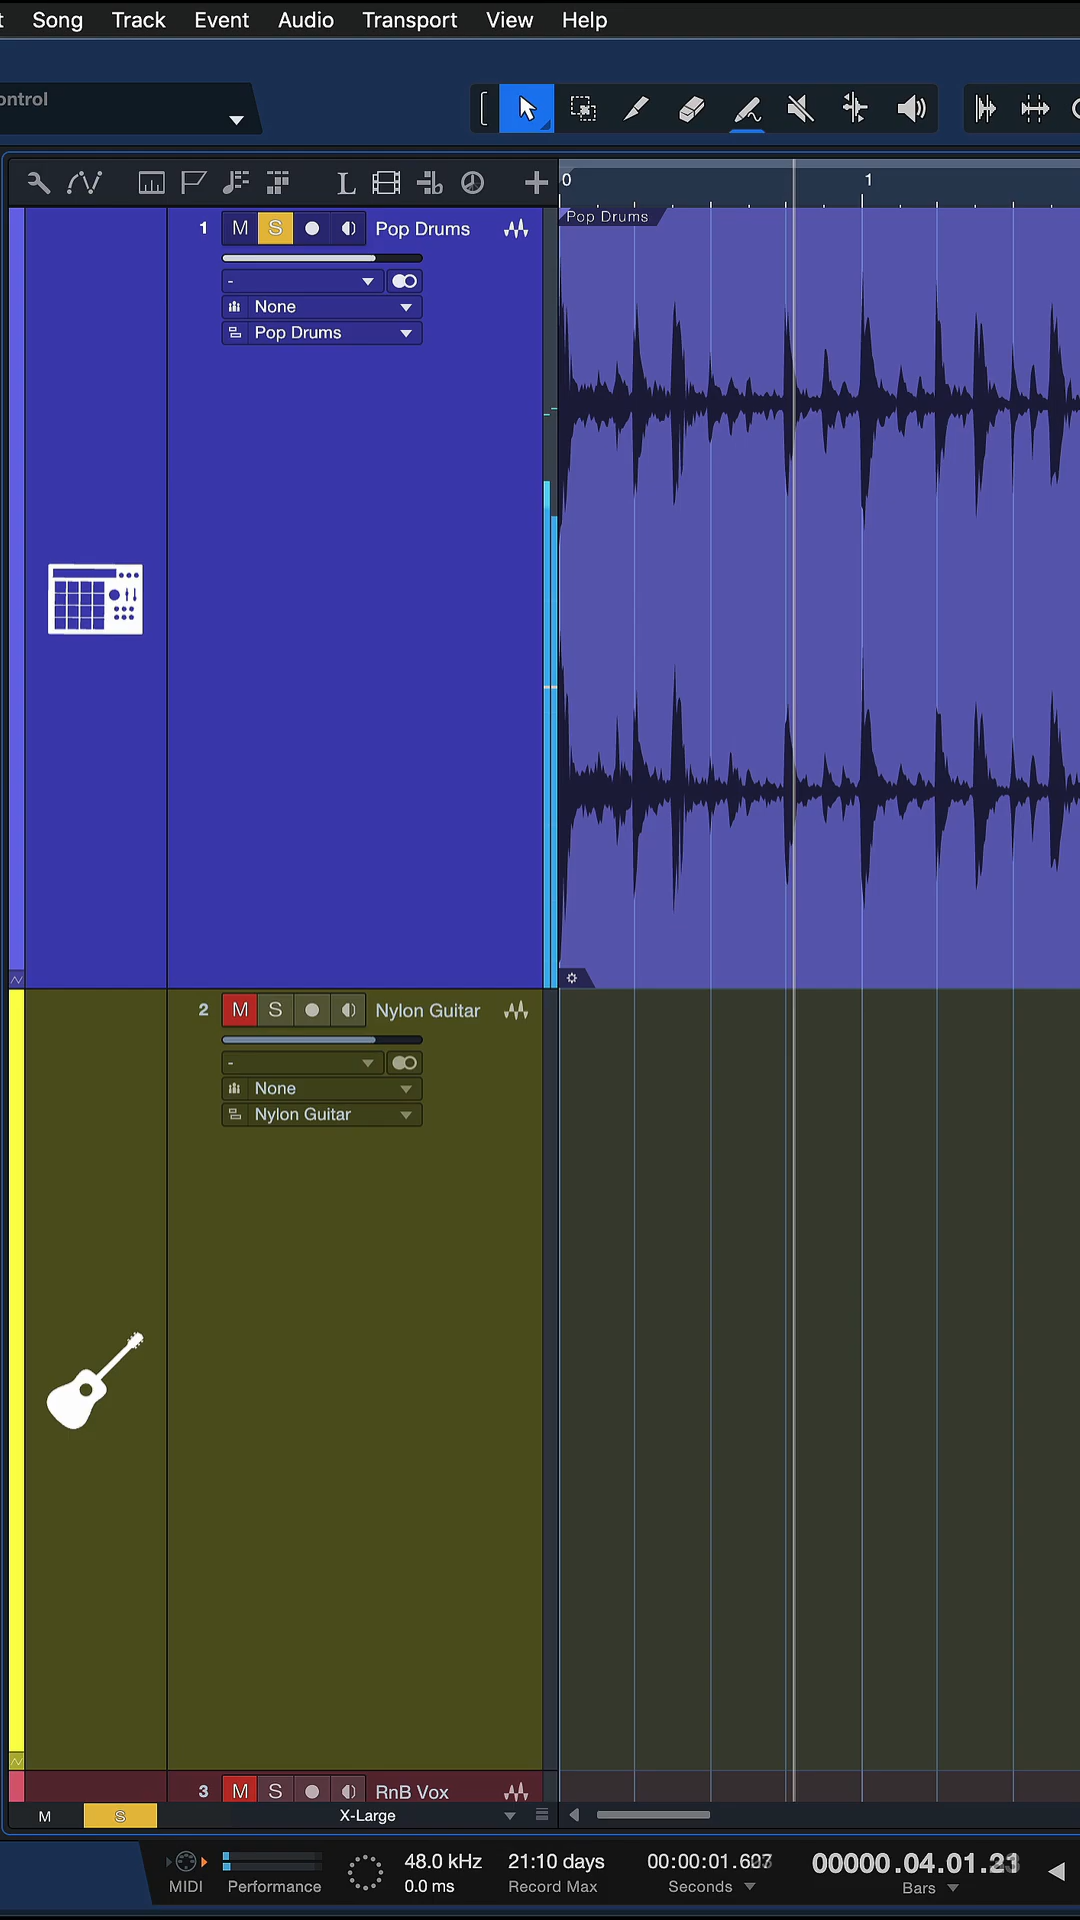 t Song Track Event Audio Transport View Help
ontrol
0 1
Pop Drums
1 M S Pop Drums
-
None
Pop Drums
2 M S Nylon Guitar
-
None
Nylon Guitar
3 M S RnB Vox
M S X-Large
48.0 kHz 21:10 days
MIDI Performance 0.0 ms Record Max Seconds Bars